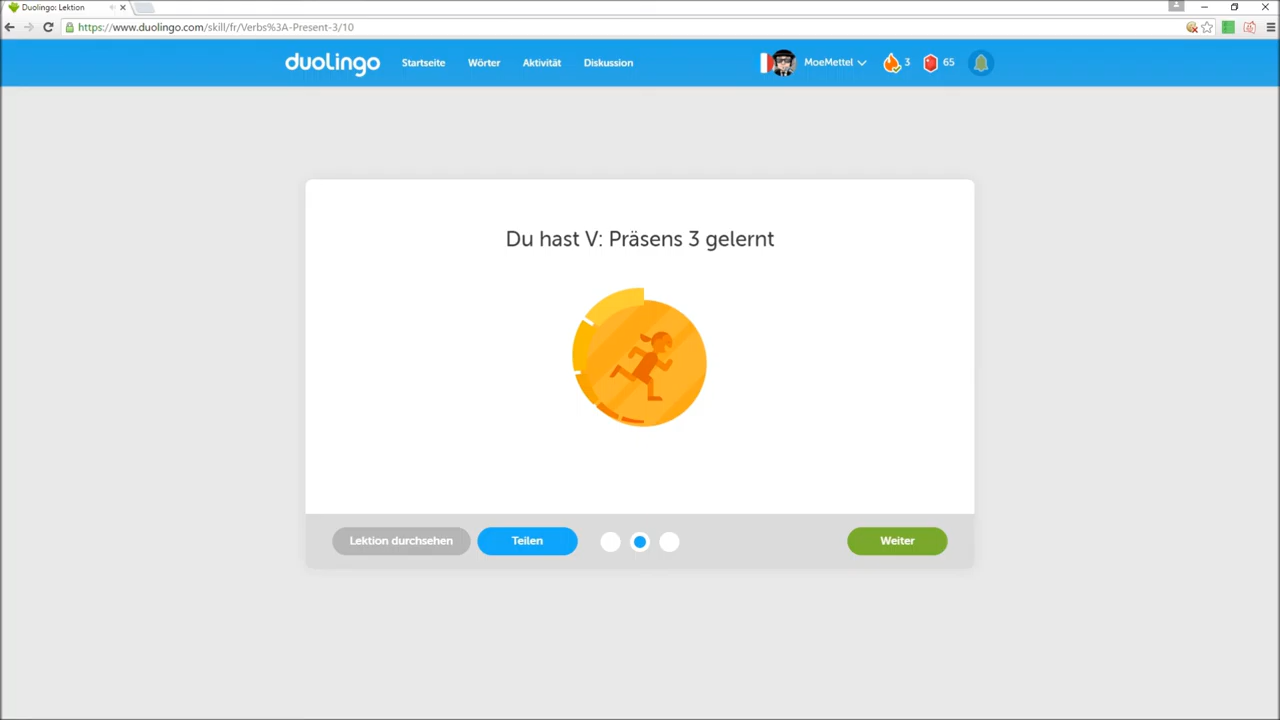 Duolingo: Lektion
https://www.duolingo.com/skill/fr/Verbs%3A-Present-3/10
duolingo Startseite Wörter Aktivität Diskussion MoeMettel 3 65
Du hast V: Präsens 3 gelernt
Lektion durchsehen Teilen Weiter